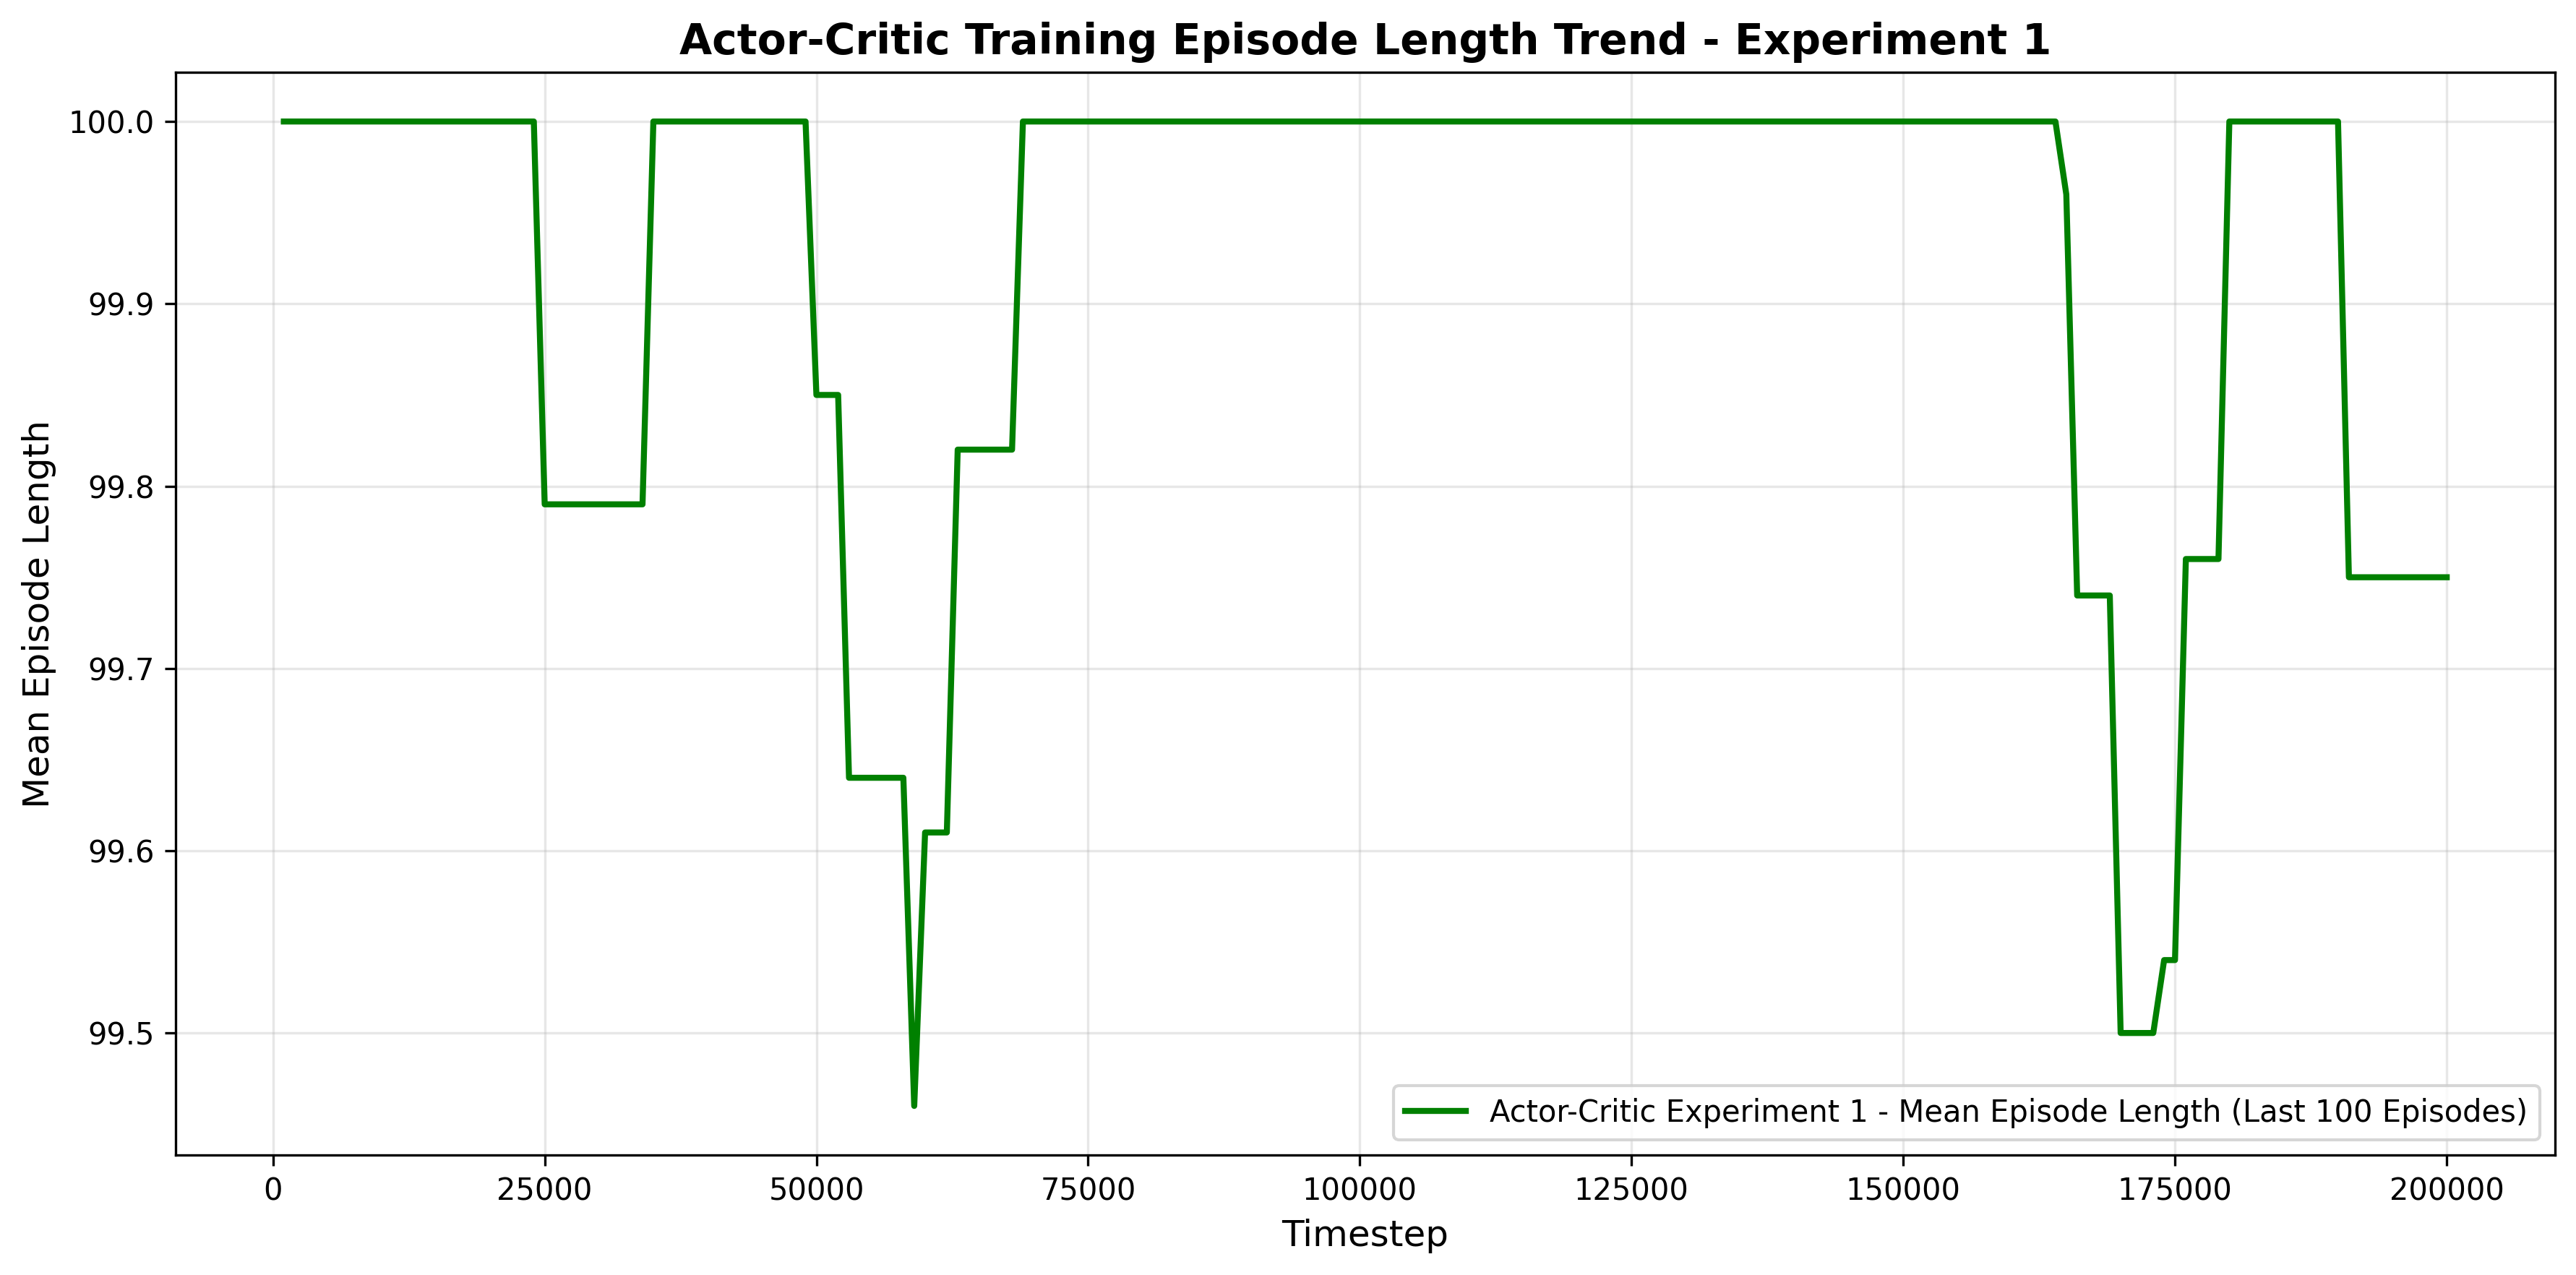 Actor-Critic Training Episode Length Trend - Experiment 1
Mean Episode Length
100.0
99.9
99.8
99.7
99.6
99.5
Actor-Critic Experiment 1 - Mean Episode Length (Last 100 Episodes)
0 25000 50000 75000 100000 125000 150000 175000 200000
Timestep